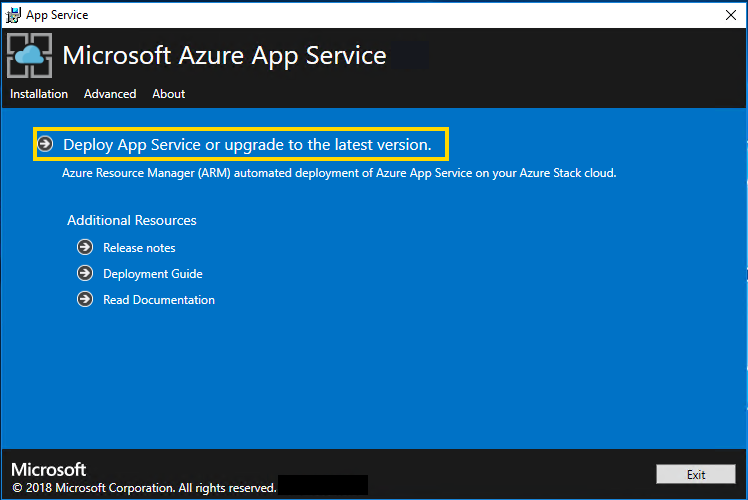 App Service
Microsoft Azure App Service
Installation Advanced About
Deploy App Service or upgrade to the latest version.
Azure Resource Manager (ARM) automated deployment of Azure App Service on your Azure Stack cloud.
Additional Resources
Release notes
Deployment Guide
Read Documentation
Microsoft
© 2018 Microsoft Corporation. All rights reserved.
Exit